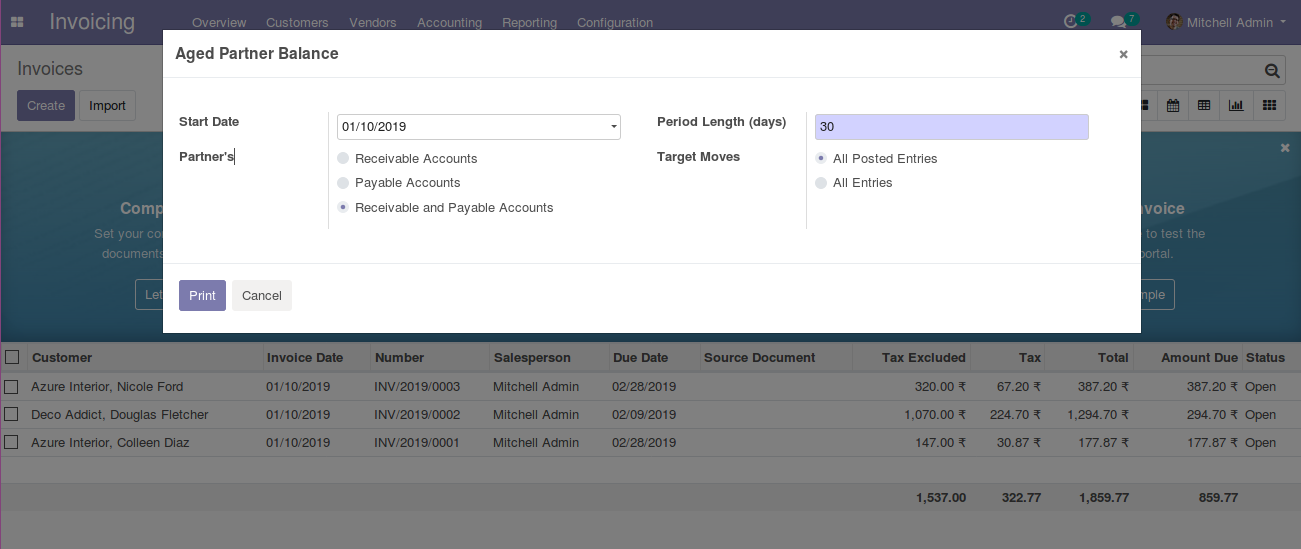 Invoicing Overview Customers Vendors Accounting Reporting Configuration 2 7 Mitchell Admin
Invoices
Create Import
Aged Partner Balance ×
Start Date 01/10/2019 Period Length (days) 30
Partner's Receivable Accounts Target Moves All Posted Entries
Payable Accounts All Entries
Receivable and Payable Accounts
Print Cancel
×
Comp
Set your co
documents
Let
nvoice
to test the
portal.
mple
Customer Invoice Date Number Salesperson Due Date Source Document Tax Excluded Tax Total Amount Due Status
Azure Interior, Nicole Ford 01/10/2019 INV/2019/0003 Mitchell Admin 02/28/2019 320.00 ₹ 67.20 ₹ 387.20 ₹ 387.20 ₹ Open
Deco Addict, Douglas Fletcher 01/10/2019 INV/2019/0002 Mitchell Admin 02/09/2019 1,070.00 ₹ 224.70 ₹ 1,294.70 ₹ 294.70 ₹ Open
Azure Interior, Colleen Diaz 01/10/2019 INV/2019/0001 Mitchell Admin 02/28/2019 147.00 ₹ 30.87 ₹ 177.87 ₹ 177.87 ₹ Open
1,537.00 322.77 1,859.77 859.77